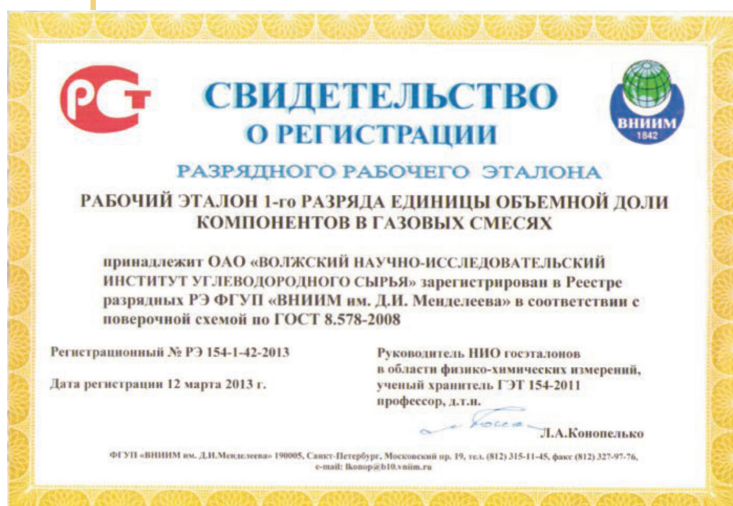 РСТ
СВИДЕТЕЛЬСТВО
О РЕГИСТРАЦИИ
ВНИИМ
1842
РАЗРЯДНОГО РАБОЧЕГО ЭТАЛОНА
РАБОЧИЙ ЭТАЛОН 1-го РАЗРЯДА ЕДИНИЦЫ ОБЪЕМНОЙ ДОЛИ
КОМПОНЕНТОВ В ГАЗОВЫХ СМЕСЯХ
принадлежит ОАО «ВОЛЖСКИЙ НАУЧНО-ИССЛЕДОВАТЕЛЬСКИЙ
ИНСТИТУТ УГЛЕВОДОРОДНОГО СЫРЬЯ» зарегистрирован в Реестре
разрядных РЭ ФГУП «ВНИИМ им. Д.И. Менделеева» в соответствии с
поверочной схемой по ГОСТ 8.578-2008
Регистрационный № РЭ 154-1-42-2013
Дата регистрации 12 марта 2013 г.
Руководитель НИО госэталонов
в области физико-химических измерений,
ученый хранитель ГЭТ 154-2011
профессор, д.т.н.
Л.А.Конопелько
ФГУП «ВНИИМ им. Д.И.Менделеева» 190005, Санкт-Петербург, Московский пр. 19, тел. (812) 315-11-45, факс (812) 327-97-76,
e-mail: lkonop@b10.vniim.ru